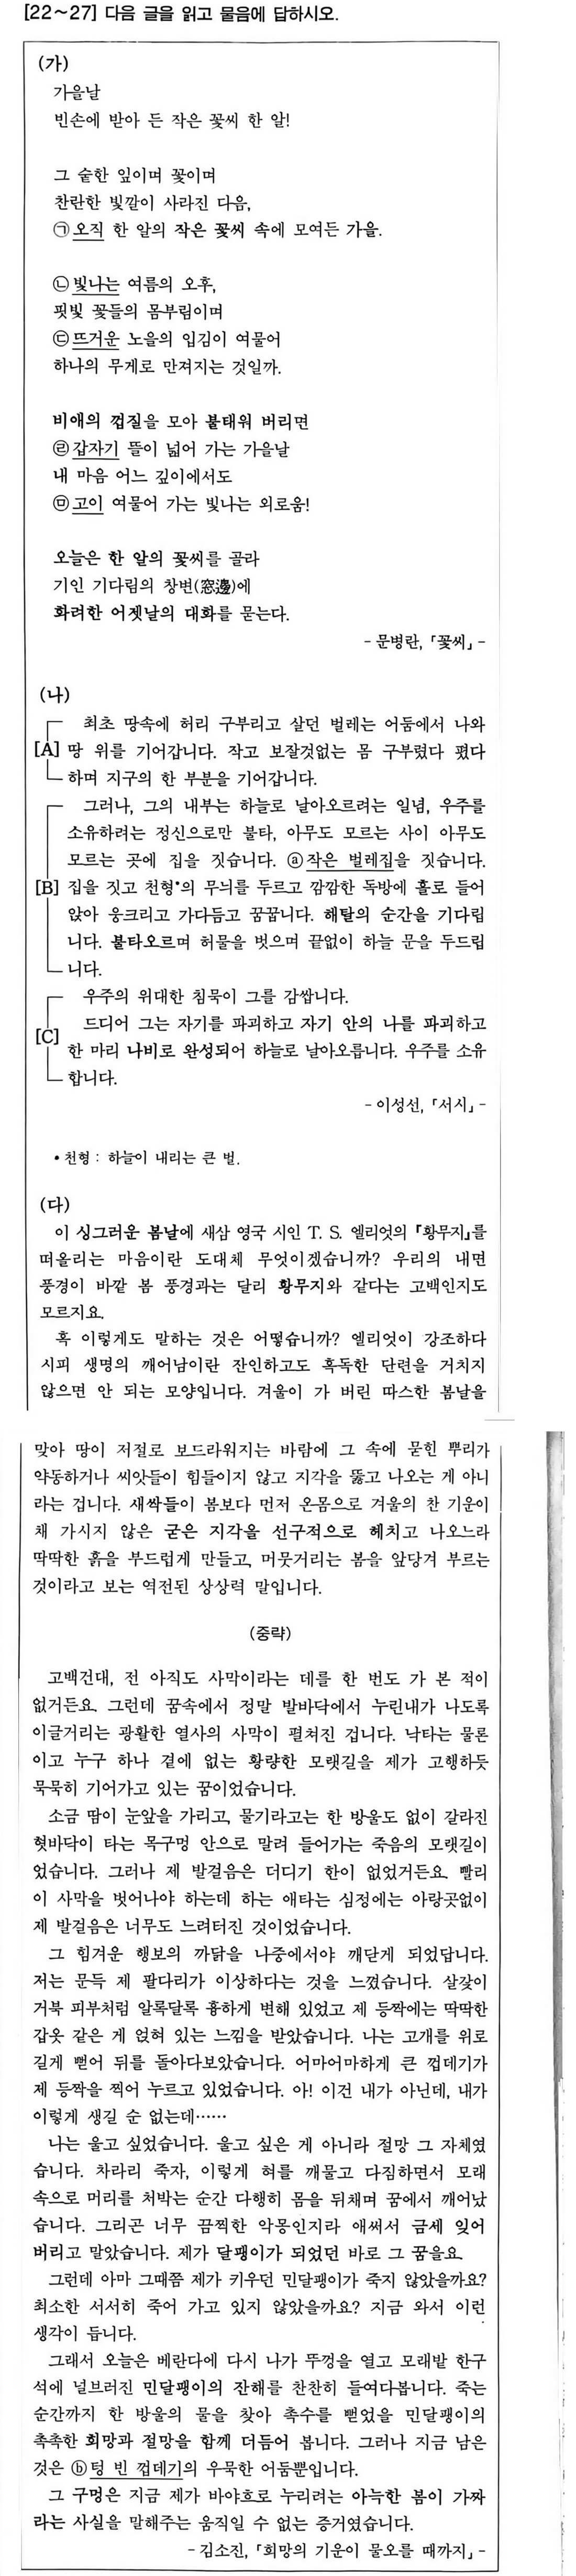 [22~27] 다음 글을 읽고 물음에 답하시오.
(가)
가을날
빈손에 받아 든 작은 꽃씨 한 알!
그 숱한 잎이며 꽃이며
찬란한 빛깔이 사라진 다음,
㉠오직 한 알의 작은 꽃씨 속에 모여든 가을.
㉡빛나는 여름의 오후,
핏빛 꽃들의 몸부림이며
㉢뜨거운 노을의 입김이 여물어
하나의 무게로 만져지는 것일까.
비애의 껍질을 모아 불태워 버리면
㉣갑자기 뜰이 넓어 가는 가을날
내 마음 어느 깊이에서도
㉤고이 여물어 가는 빛나는 외로움!
오늘은 한 알의 꽃씨를 골라
기인 기다림의 창변(窓邊)에
화려한 어젯날의 대화를 묻는다.
- 문병란, 「꽃씨」 -
(나)
최초 땅속에 허리 구부리고 살던 벌레는 어둠에서 나와
[A] 땅 위를 기어갑니다. 작고 보잘것없는 몸 구부렸다 폈다
하며 지구의 한 부분을 기어갑니다.
그러나, 그의 내부는 하늘로 날아오르려는 일념, 우주를
소유하려는 정신으로만 불타, 아무도 모르는 사이 아무도
모르는 곳에 집을 짓습니다. ⓐ작은 벌레집을 짓습니다.
[B] 집을 짓고 천형*의 무늬를 두르고 깜깜한 독방에 홀로 들어
앉아 웅크리고 가다듬고 꿈꿉니다. 해탈의 순간을 기다립
니다. 불타오르며 허물을 벗으며 끝없이 하늘 문을 두드립
니다.
우주의 위대한 침묵이 그를 감쌉니다.
[C] 드디어 그는 자기를 파괴하고 자기 안의 나를 파괴하고
한 마리 나비로 완성되어 하늘로 날아오릅니다. 우주를 소유
합니다.
- 이성선, 「서시」 -
* 천형 : 하늘이 내리는 큰 벌.
(다)
이 싱그러운 봄날에 새삼 영국 시인 T. S. 엘리엇의 『황무지』를
떠올리는 마음이란 도대체 무엇이겠습니까? 우리의 내면
풍경이 바깥 봄 풍경과는 달리 황무지와 같다는 고백인지도
모르지요.
혹 이렇게도 말하는 것은 어떻습니까? 엘리엇이 강조하다
시피 생명의 깨어남이란 잔인하고도 혹독한 단련을 거치지
않으면 안 되는 모양입니다. 겨울이 가 버린 따스한 봄날을
맞아 땅이 저절로 보드라워지는 바람에 그 속에 묻힌 뿌리가
약동하거나 씨앗들이 힘들이지 않고 지각을 뚫고 나오는 게 아니
라는 겁니다. 새싹들이 봄보다 먼저 온몸으로 겨울의 찬 기운이
채 가시지 않은 굳은 지각을 선구적으로 헤치고 나오느라
딱딱한 흙을 부드럽게 만들고, 머뭇거리는 봄을 앞당겨 부르는
것이라고 보는 역전된 상상력 말입니다.
(중략)
고백건대, 전 아직도 사막이라는 데를 한 번도 가 본 적이
없거든요. 그런데 꿈속에서 정말 발바닥에서 누린내가 나도록
이글거리는 광활한 열사의 사막이 펼쳐진 겁니다. 낙타는 물론
이고 누구 하나 곁에 없는 황량한 모랫길을 제가 고행하듯
묵묵히 기어가고 있는 꿈이었습니다.
소금 땀이 눈앞을 가리고, 물기라고는 한 방울도 없이 갈라진
혓바닥이 타는 목구멍 안으로 말려 들어가는 죽음의 모랫길이
었습니다. 그러나 제 발걸음은 더디기 한이 없었거든요. 빨리
이 사막을 벗어나야 하는데 하는 애타는 심정에는 아랑곳없이
제 발걸음은 너무도 느려터진 것이었습니다.
그 힘겨운 행보의 까닭을 나중에서야 깨닫게 되었답니다.
저는 문득 제 팔다리가 이상하다는 것을 느꼈습니다. 살갗이
거북 피부처럼 알록달록 흉하게 변해 있었고 제 등짝에는 딱딱한
갑옷 같은 게 얹혀 있는 느낌을 받았습니다. 나는 고개를 위로
길게 뻗어 뒤를 돌아다보았습니다. 어마어마하게 큰 껍데기가
제 등짝을 찍어 누르고 있었습니다. 아! 이건 내가 아닌데, 내가
이렇게 생길 순 없는데……
나는 울고 싶었습니다. 울고 싶은 게 아니라 절망 그 자체였
습니다. 차라리 죽자, 이렇게 혀를 깨물고 다짐하면서 모래
속으로 머리를 처박는 순간 다행히 몸을 뒤채며 꿈에서 깨어났
습니다. 그리곤 너무 끔찍한 악몽인지라 애써서 금세 잊어
버리고 말았습니다. 제가 달팽이가 되었던 바로 그 꿈을요.
그런데 아마 그때쯤 제가 키우던 민달팽이가 죽지 않았을까요?
최소한 서서히 죽어 가고 있지 않았을까요? 지금 와서 이런
생각이 듭니다.
그래서 오늘은 베란다에 다시 나가 뚜껑을 열고 모래밭 한구
석에 널브러진 민달팽이의 잔해를 찬찬히 들여다봅니다. 죽는
순간까지 한 방울의 물을 찾아 촉수를 뻗었을 민달팽이의
촉촉한 희망과 절망을 함께 더듬어 봅니다. 그러나 지금 남은
것은 ⓑ텅 빈 껍데기의 우묵한 어둠뿐입니다.
그 구멍은 지금 제가 바야흐로 누리려는 아늑한 봄이 가짜
라는 사실을 말해주는 움직일 수 없는 증거였습니다.
- 김소진, 「희망의 기운이 물오를 때까지」 -